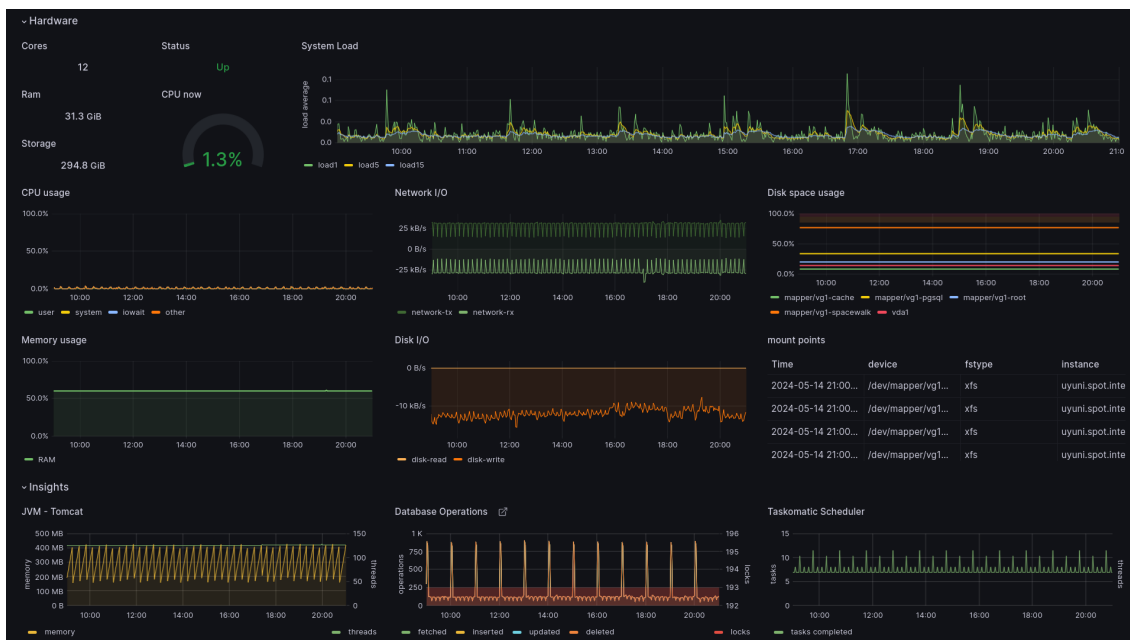 Hardware
Cores
12
Status
Up
System Load
load average
0.1
0.1
0.0
0.0
10:00 11:00 12:00 13:00 14:00 15:00 16:00 17:00 18:00 19:00 20:00 21:0
load1 load5 load15
Ram
31.3 GiB
CPU now
1.3%
Storage
294.8 GiB
CPU usage
100.0%
50.0%
0.0%
10:00 12:00 14:00 16:00 18:00 20:00
user system iowait other
Network I/O
25 kB/s
0 B/s
-25 kB/s
10:00 12:00 14:00 16:00 18:00 20:00
network-tx network-rx
Disk space usage
100.0%
50.0%
0.0%
10:00 12:00 14:00 16:00 18:00 20:00
mapper/vg1-cache mapper/vg1-pgsql mapper/vg1-root
mapper/vg1-spacewalk vda1
Memory usage
100.0%
50.0%
0.0%
10:00 12:00 14:00 16:00 18:00 20:00
RAM
Disk I/O
0 B/s
-10 kB/s
10:00 12:00 14:00 16:00 18:00 20:00
disk-read disk-write
mount points
Time device fstype instance
2024-05-14 21:00... /dev/mapper/vg1... xfs uyuni.spot.inte
2024-05-14 21:00... /dev/mapper/vg1... xfs uyuni.spot.inte
2024-05-14 21:00... /dev/mapper/vg1... xfs uyuni.spot.inte
2024-05-14 21:00... /dev/mapper/vg1... xfs uyuni.spot.inte
Insights
JVM - Tomcat
memory
500 MB
400 MB
300 MB
200 MB
100 MB
0 B
150
100
50
0
threads
10:00 12:00 14:00 16:00 18:00 20:00
memory threads
Database Operations
operations
1 K
750
500
250
0
196
195
194
193
192
locks
10:00 12:00 14:00 16:00 18:00 20:00
fetched inserted updated deleted locks
Taskomatic Scheduler
tasks
15
10
5
0
threads
10:00 12:00 14:00 16:00 18:00 20:00
tasks completed